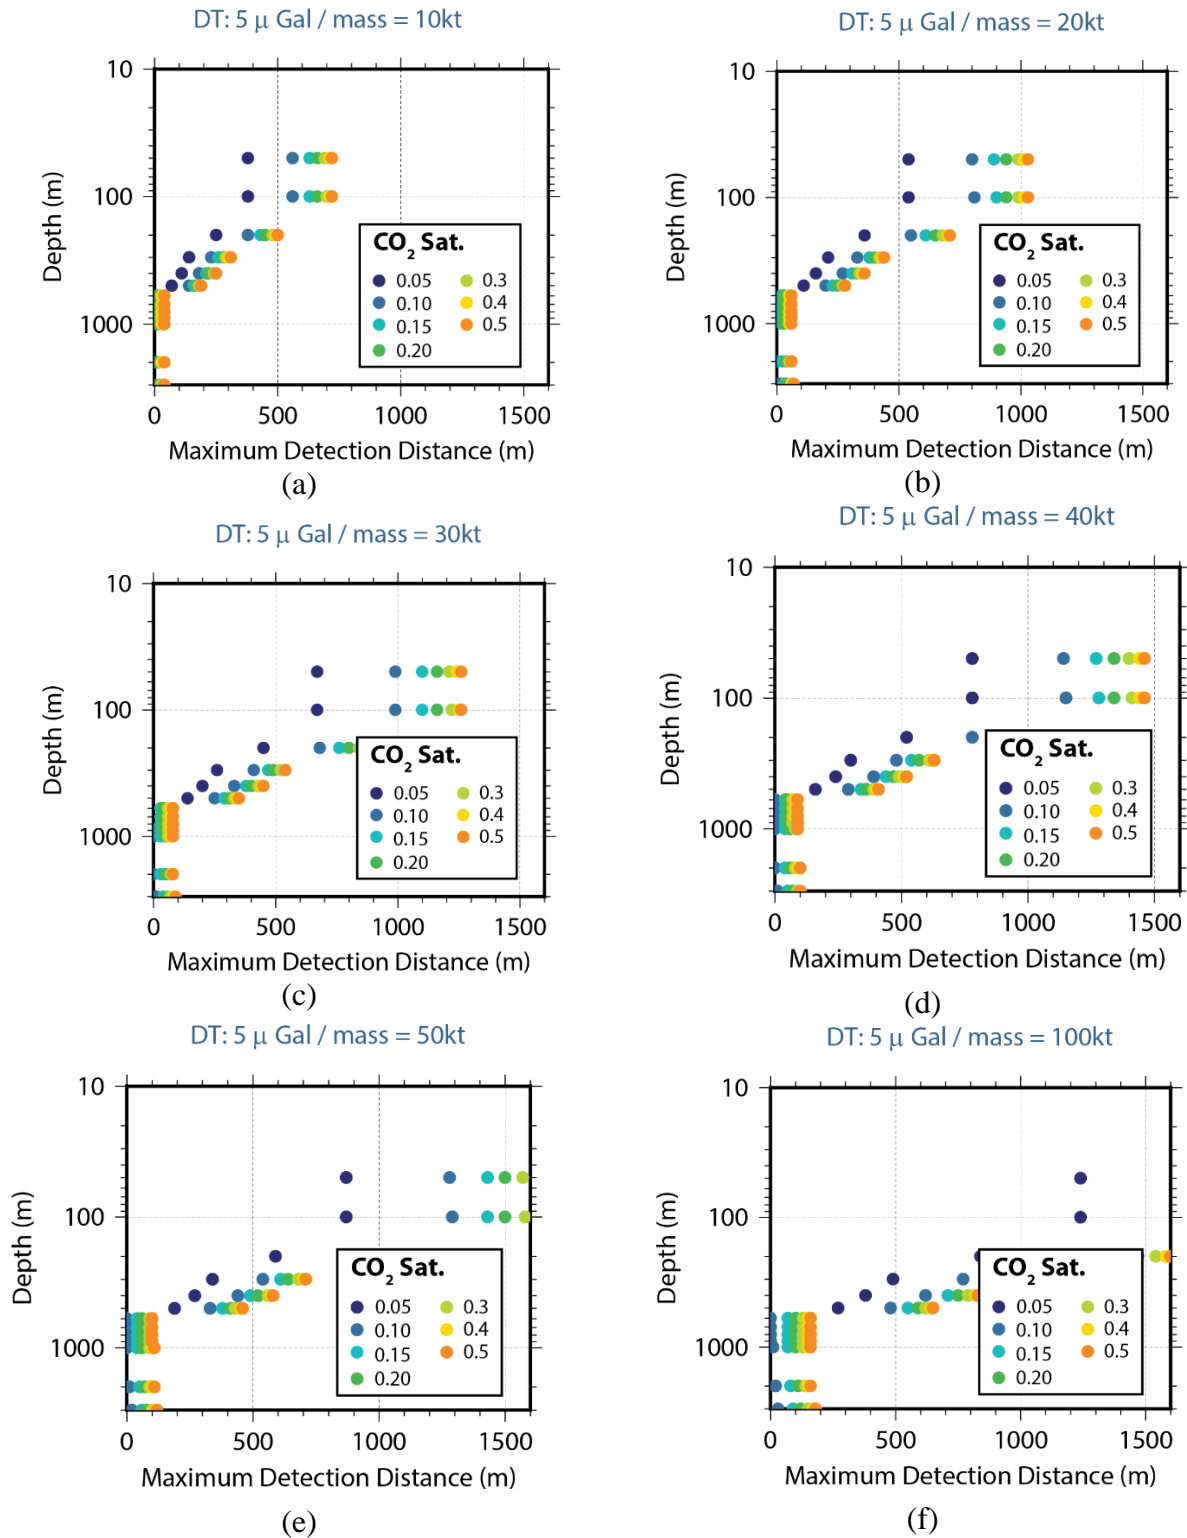 DT: 5 μ Gal / mass = 10kt
10
100
1000
Depth (m)
CO2 Sat.
0.05 0.3
0.10 0.4
0.15 0.5
0.20
0 500 1000 1500
Maximum Detection Distance (m)
(a)
DT: 5 μ Gal / mass = 20kt
10
100
1000
Depth (m)
CO2 Sat.
0.05 0.3
0.10 0.4
0.15 0.5
0.20
0 500 1000 1500
Maximum Detection Distance (m)
(b)
DT: 5 μ Gal / mass = 30kt
10
100
1000
Depth (m)
CO2 Sat.
0.05 0.3
0.10 0.4
0.15 0.5
0.20
0 500 1000 1500
Maximum Detection Distance (m)
(c)
DT: 5 μ Gal / mass = 40kt
10
100
1000
Depth (m)
CO2 Sat.
0.05 0.3
0.10 0.4
0.15 0.5
0.20
0 500 1000 1500
Maximum Detection Distance (m)
(d)
DT: 5 μ Gal / mass = 50kt
10
100
1000
Depth (m)
CO2 Sat.
0.05 0.3
0.10 0.4
0.15 0.5
0.20
0 500 1000 1500
Maximum Detection Distance (m)
(e)
DT: 5 μ Gal / mass = 100kt
10
100
1000
Depth (m)
CO2 Sat.
0.05 0.3
0.10 0.4
0.15 0.5
0.20
0 500 1000 1500
Maximum Detection Distance (m)
(f)